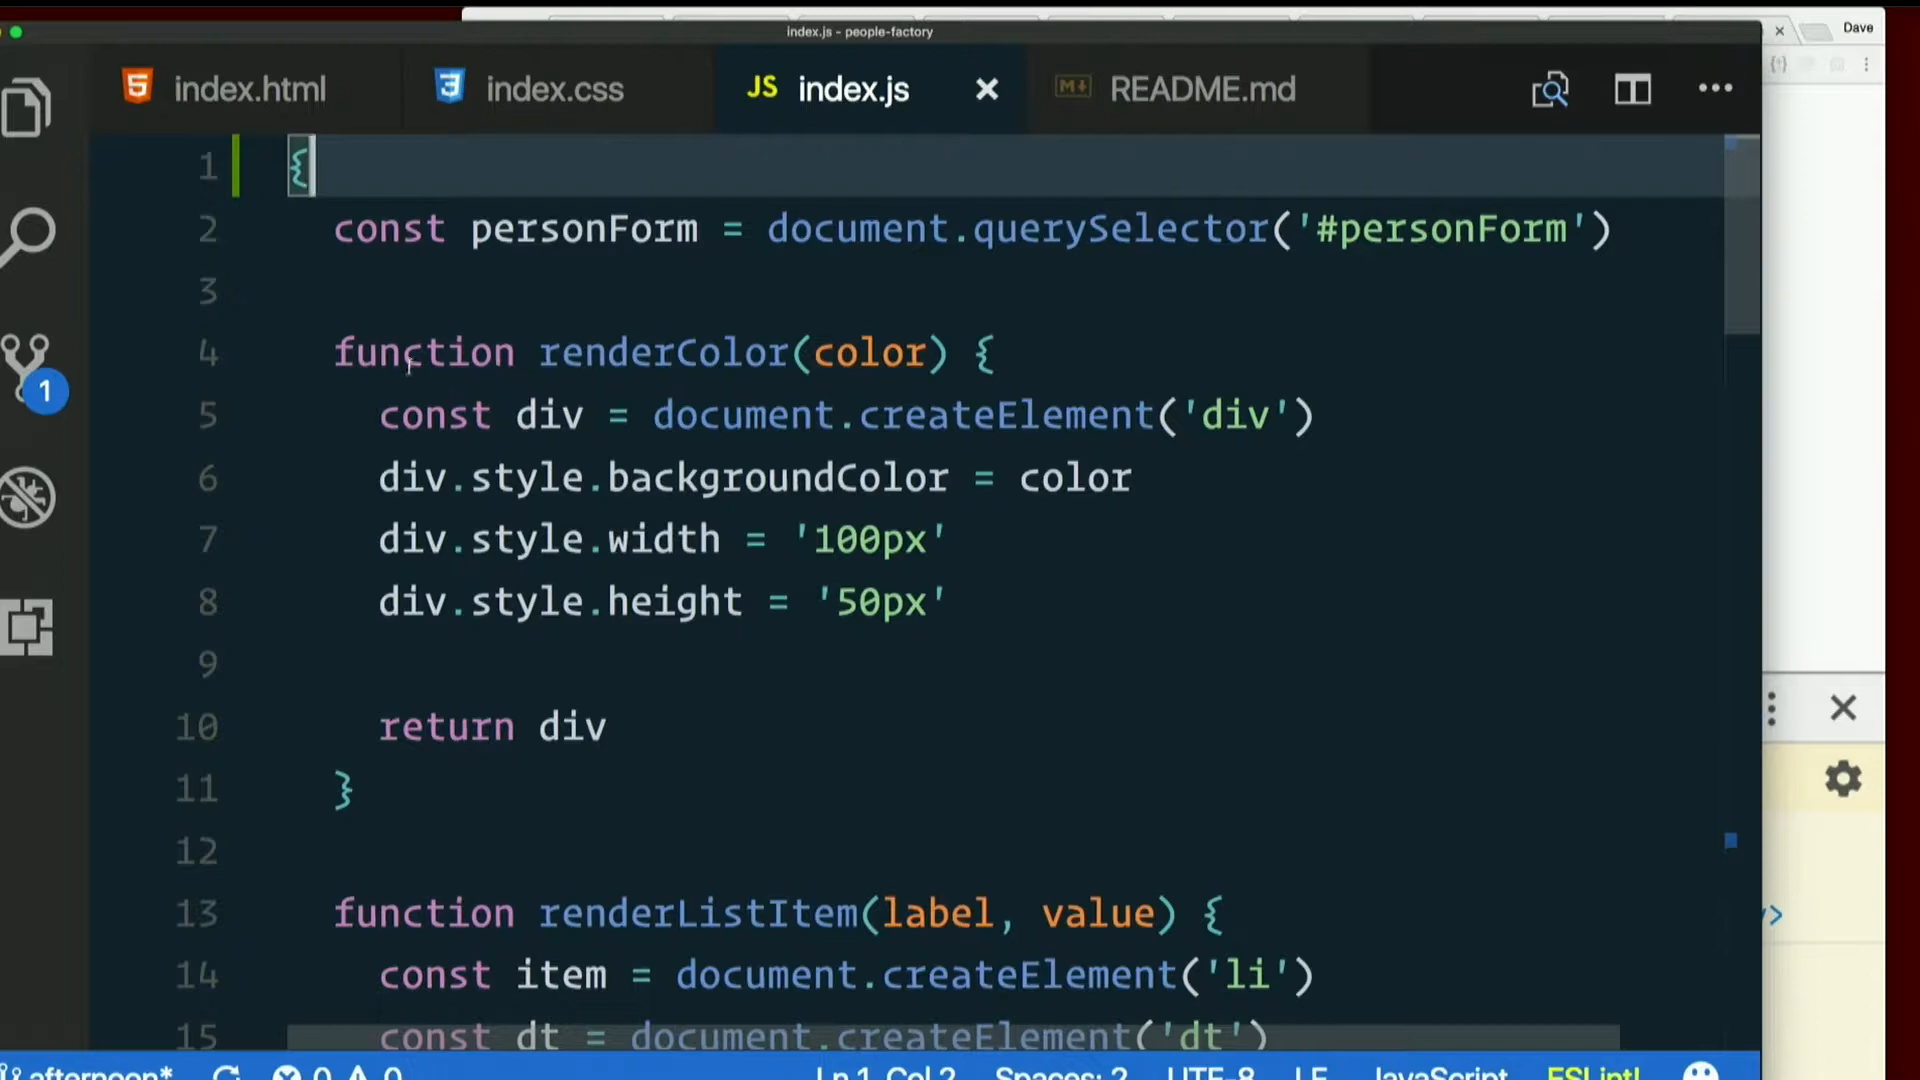 Dave
index.js - people-factory
index.html
index.css
JS index.js
README.md
1 {
2 const personForm = document.querySelector('#personForm')
3
4 function renderColor(color) {
5 const div = document.createElement('div')
6 div.style.backgroundColor = color
7 div.style.width = '100px'
8 div.style.height = '50px'
9
10 return div
11 }
12
13 function renderListItem(label, value) {
14 const item = document.createElement('li')
15 const dt = document.createElement('dt')
1
afternoon* 0 0 Ln 1, Col 2 Spaces: 2 UTF-8 LF JavaScript ESLint!